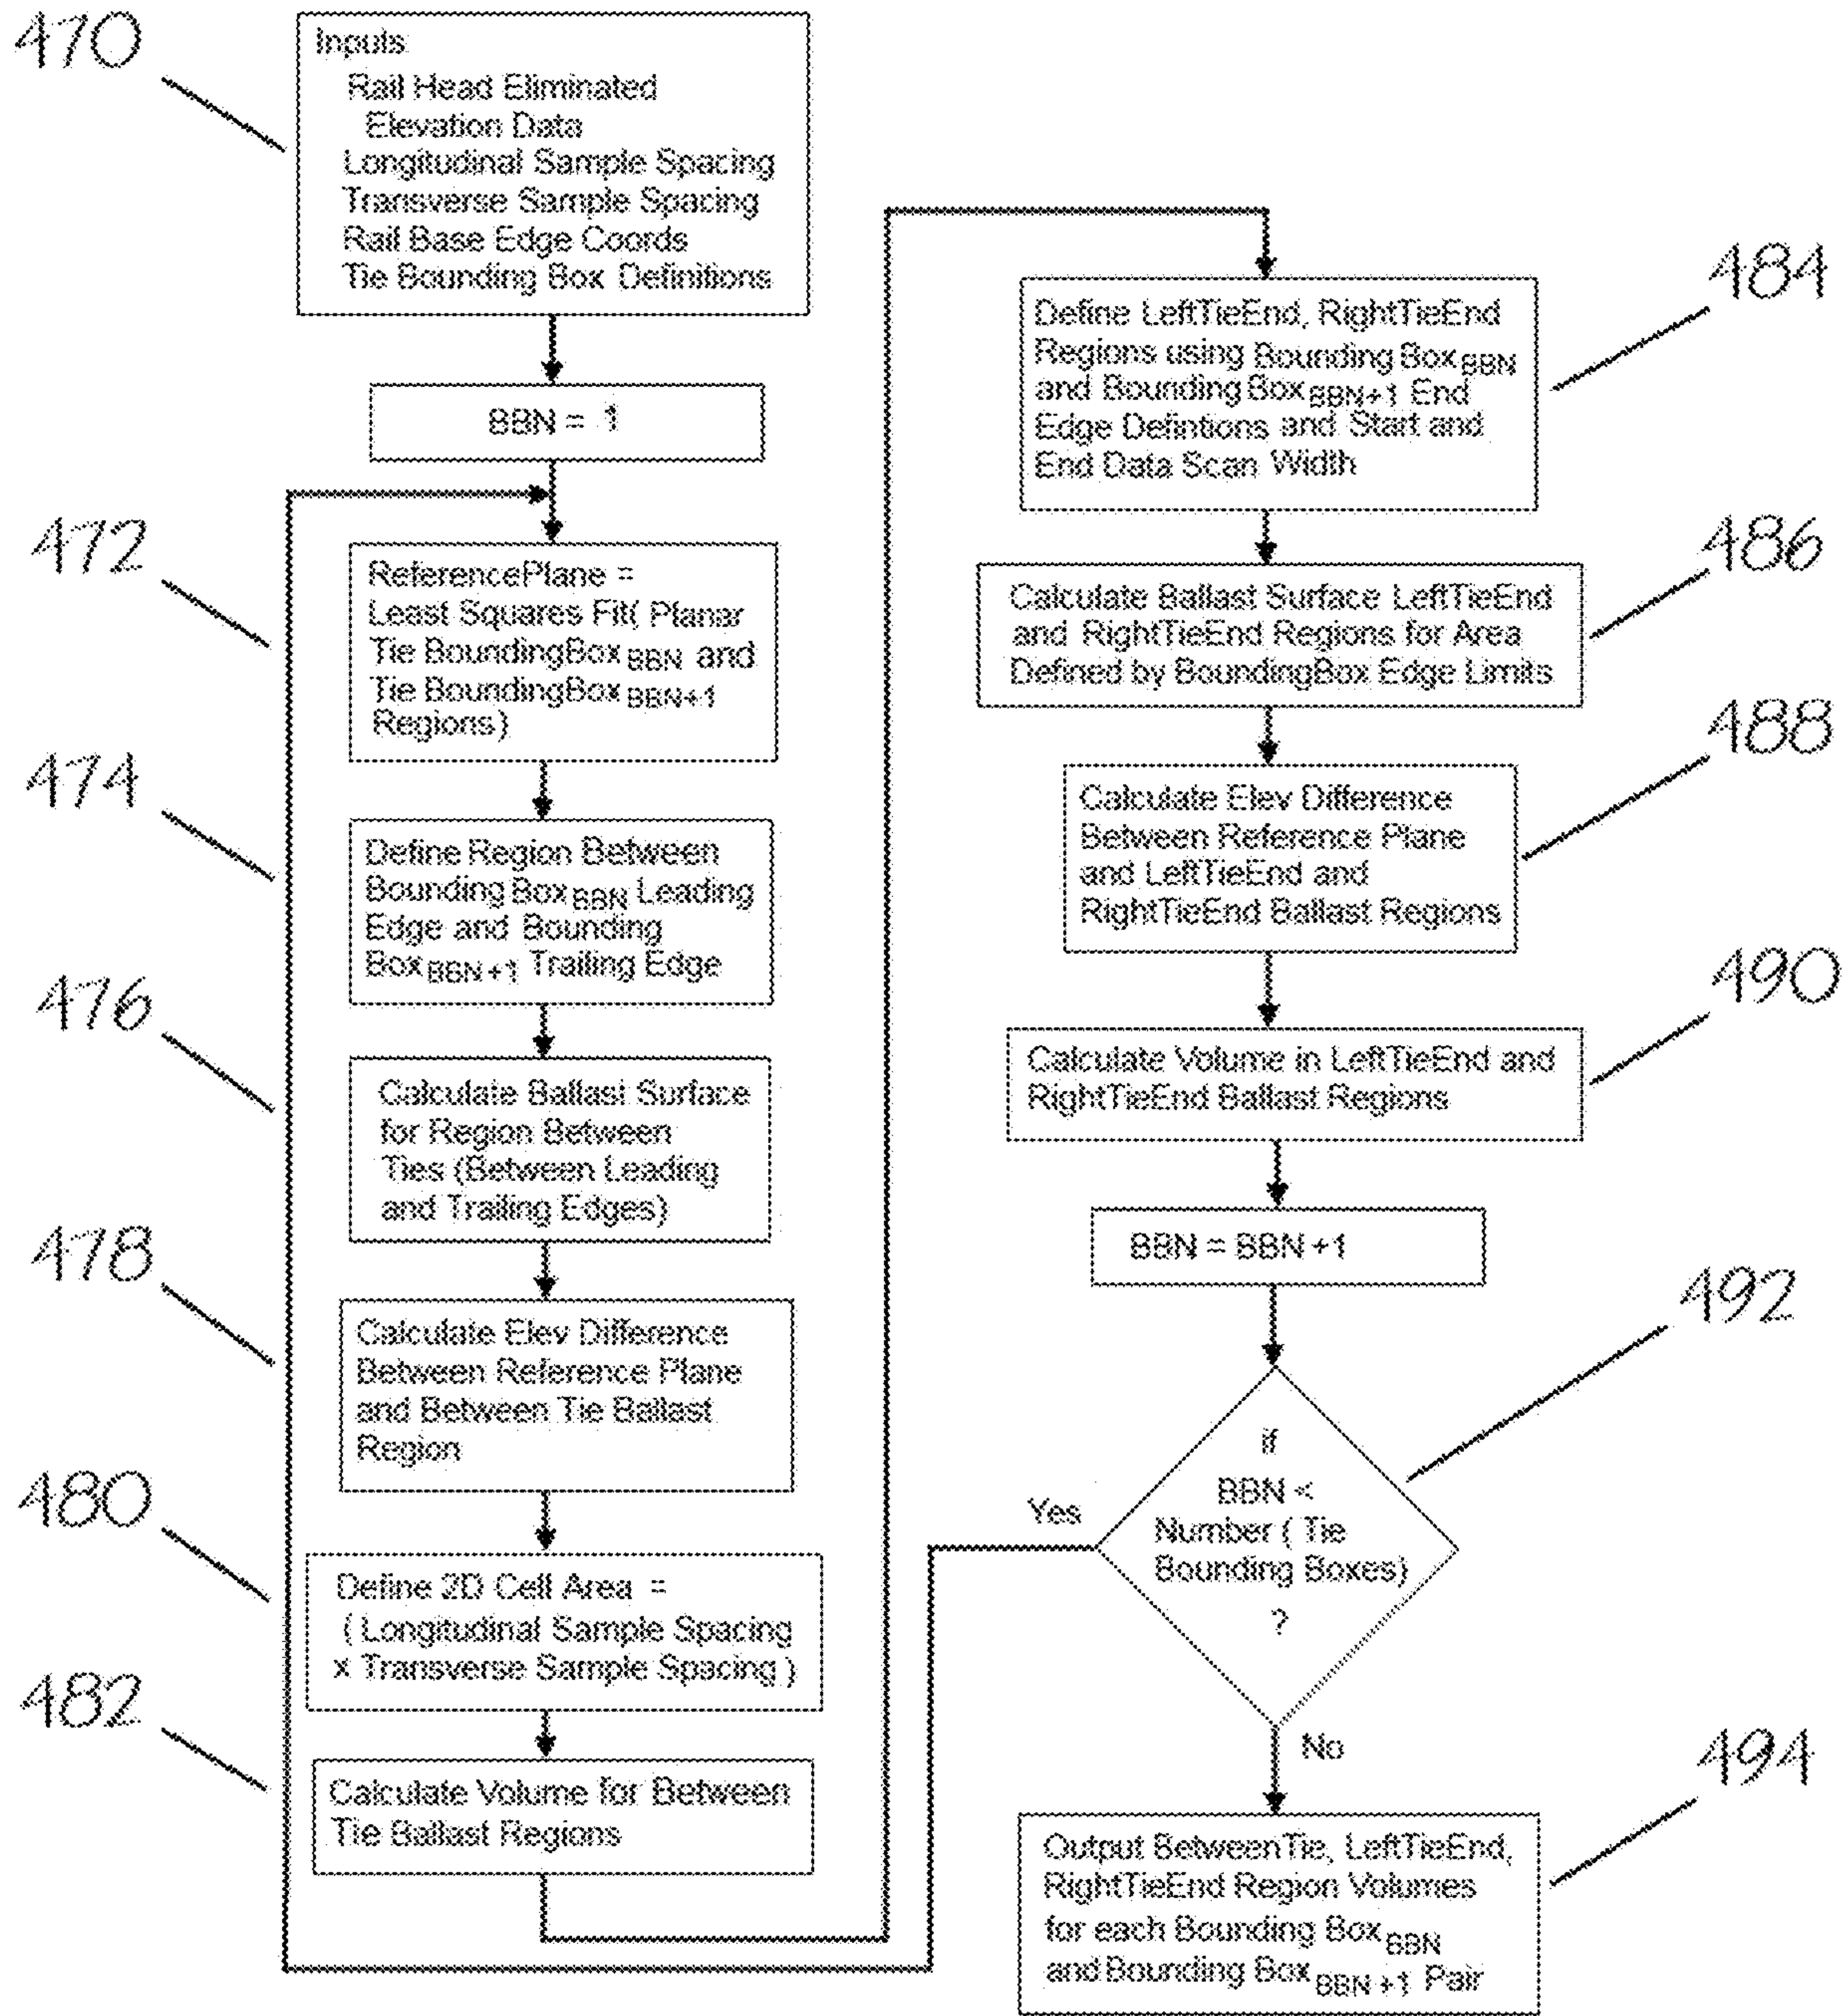 470
Inputs
Rail Head Eliminated
Elevation Data
Longitudinal Sample Spacing
Transverse Sample Spacing
Rail Base Edge Coords
Tie Bounding Box Definitions
BBN = 1
472
ReferencePlane =
Least Squares Fit( Planar
Tie BoundingBox BBN and
Tie BoundingBox BBN+1
Regions)
474
Define Region Between
Bounding Box BBN Leading
Edge and Bounding
Box BBN+1 Trailing Edge
476
Calculate Ballast Surface
for Region Between
Ties (Between Leading
and Trailing Edges)
478
Calculate Elev Difference
Between Reference Plane
and Between Tie Ballast
Region
480
Define 2D Cell Area =
( Longitudinal Sample Spacing
x Transverse Sample Spacing )
482
Calculate Volume for Between
Tie Ballast Regions
484
Define LeftTieEnd, RightTieEnd
Regions using Bounding Box BBN
and Bounding Box BBN+1 End
Edge Defintions and Start and
End Data Scan Width
486
Calculate Ballast Surface LeftTieEnd
and RightTieEnd Regions for Area
Defined by BoundingBox Edge Limits
488
Calculate Elev Difference
Between Reference Plane
and LeftTieEnd and
RightTieEnd Ballast Regions
490
Calculate Volume in LeftTieEnd and
RightTieEnd Ballast Regions
BBN = BBN +1
492
if
BBN <
Number ( Tie
Bounding Boxes)
?
Yes
No
494
Output BetweenTie, LeftTieEnd,
RightTieEnd Region Volumes
for each Bounding Box BBN
and Bounding Box BBN +1 Pair